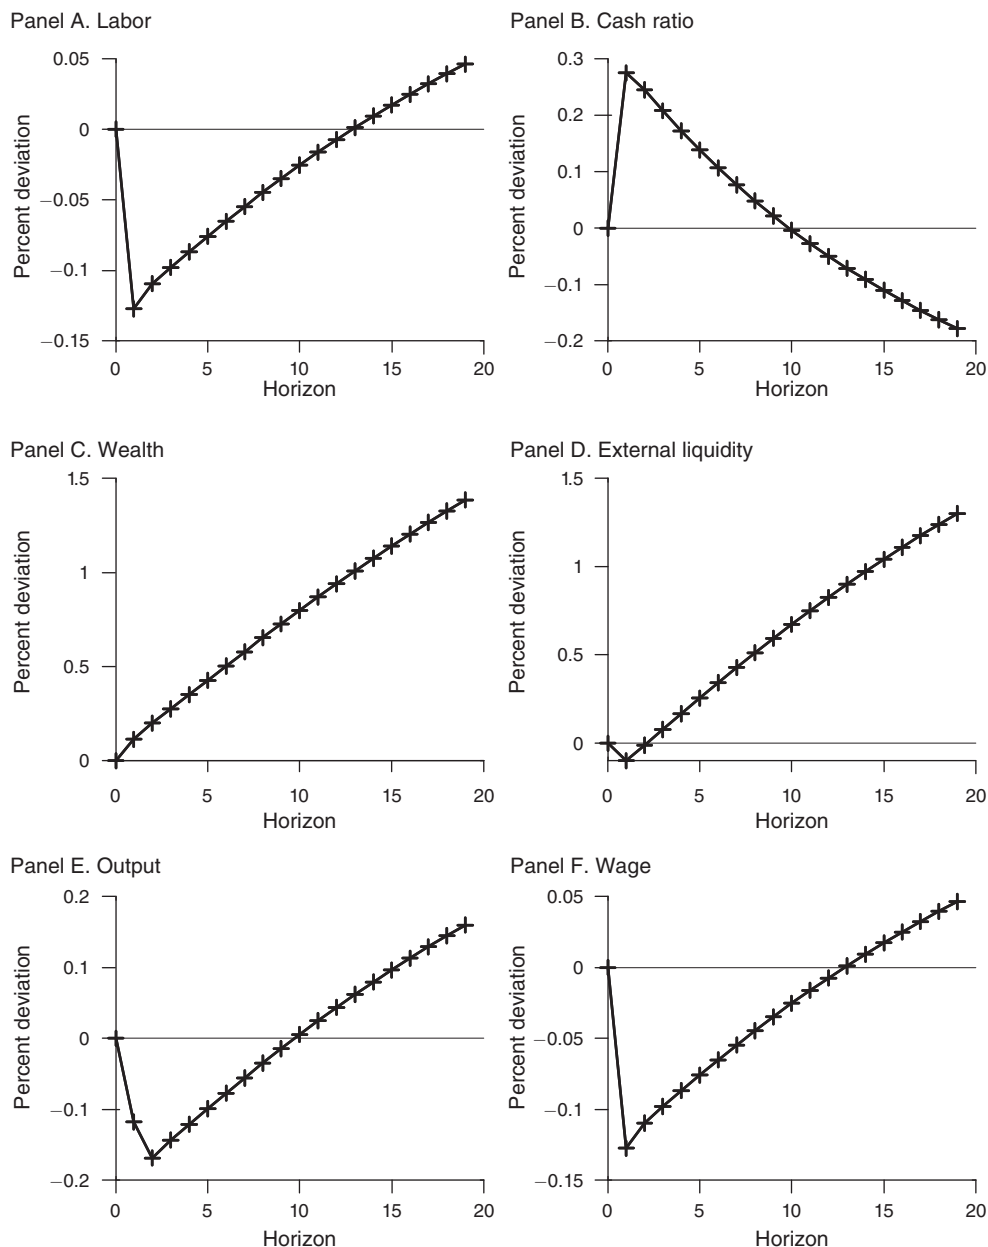 Panel A. Labor
Percent deviation
0.05
0
−0.05
−0.1
−0.15
0 5 10 15 20
Horizon
Panel B. Cash ratio
Percent deviation
0.3
0.2
0.1
0
−0.1
−0.2
0 5 10 15 20
Horizon
Panel C. Wealth
Percent deviation
1.5
1
0.5
0
0 5 10 15 20
Horizon
Panel D. External liquidity
Percent deviation
1.5
1
0.5
0
0 5 10 15 20
Horizon
Panel E. Output
Percent deviation
0.2
0.1
0
−0.1
−0.2
0 5 10 15 20
Horizon
Panel F. Wage
Percent deviation
0.05
0
−0.05
−0.1
−0.15
0 5 10 15 20
Horizon